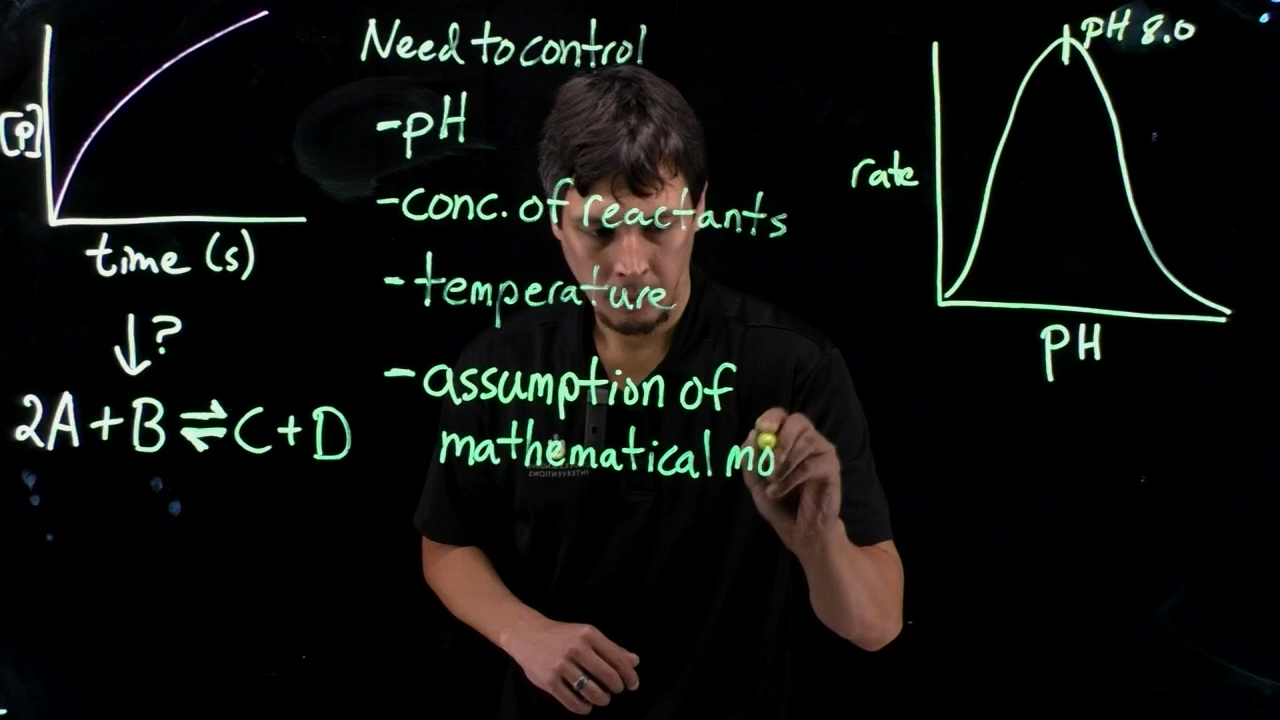 [P]
time (s)
↓?
2A+B⇌C+D
Need to control
-pH
-conc. of reactants
-temperature
-assumption of
mathematical mo
pH 8.0
rate
pH